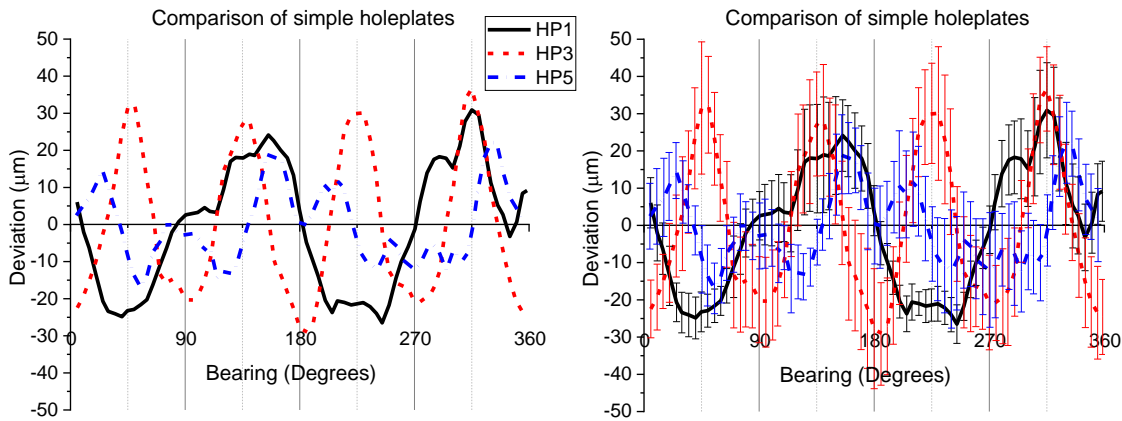 Comparison of simple holeplates
HP1
HP3
HP5
50
40
30
20
10
0
-10
-20
-30
-40
-50
0 90 180 270 360
Deviation (μm)
Bearing (Degrees)
Comparison of simple holeplates
50
40
30
20
10
0
-10
-20
-30
-40
-50
0 90 180 270 360
Deviation (μm)
Bearing (Degrees)